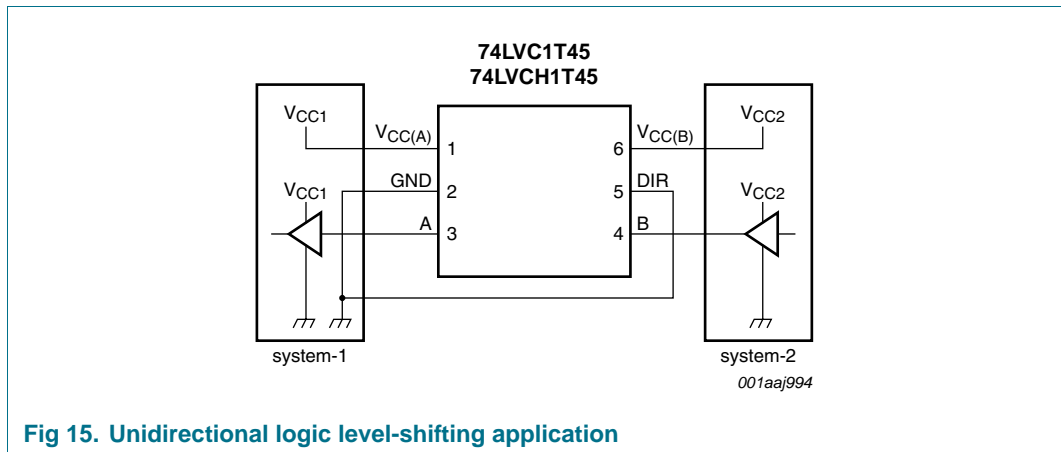 74LVC1T45
74LVCH1T45
VCC1
VCC(A)
1
GND
2
VCC1
A
3
6
VCC(B)
VCC2
5
DIR
VCC2
4
B
system-1
system-2
001aaj994
Fig 15. Unidirectional logic level-shifting application